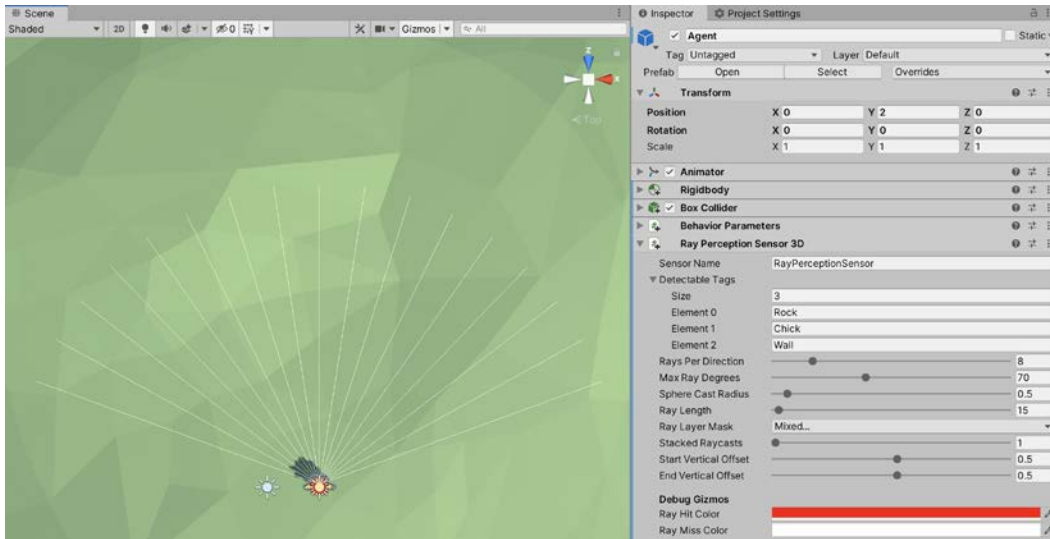 Scene
Shaded 2D 0 Gizmos All
z
x
Top
Inspector Project Settings
Agent Static
Tag Untagged Layer Default
Prefab Open Select Overrides
Transform
Position X 0 Y 2 Z 0
Rotation X 0 Y 0 Z 0
Scale X 1 Y 1 Z 1
Animator
Rigidbody
Box Collider
Behavior Parameters
Ray Perception Sensor 3D
Sensor Name RayPerceptionSensor
Detectable Tags
Size 3
Element 0 Rock
Element 1 Chick
Element 2 Wall
Rays Per Direction 8
Max Ray Degrees 70
Sphere Cast Radius 0.5
Ray Length 15
Ray Layer Mask Mixed...
Stacked Raycasts 1
Start Vertical Offset 0.5
End Vertical Offset 0.5
Debug Gizmos
Ray Hit Color
Ray Miss Color